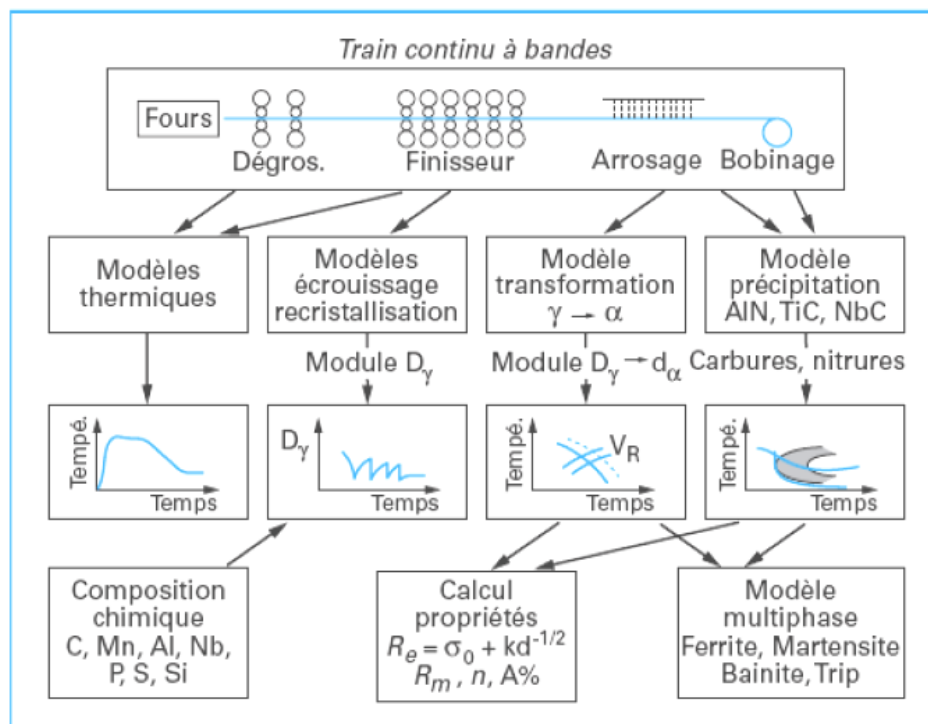 Train continu à bandes
Fours
Dégros.
Finisseur
Arrosage
Bobinage
Modèles
thermiques
Modèles
écrouissage
recristallisation
Modèle
transformation
γ → α
Modèle
précipitation
AlN, TiC, NbC
Module Dγ
Module Dγ → dα
Carbures, nitrures
Tempé.
Temps
Dγ
Temps
Tempé.
VR
Temps
Tempé.
Temps
Composition
chimique
C, Mn, Al, Nb,
P, S, Si
Calcul
propriétés
Re = σ0 + kd-1/2
Rm , n, A%
Modèle
multiphase
Ferrite, Martensite
Bainite, Trip